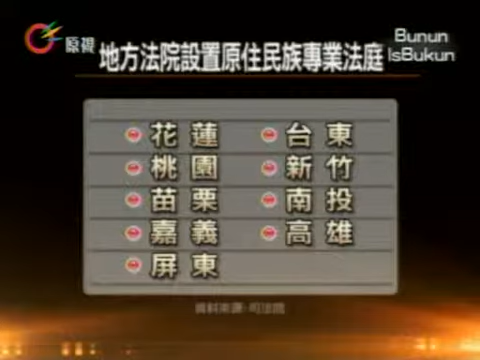 原視
地方法院設置原住民族專業法庭
Bunun
IsBukun
花蓮 台東
桃園 新竹
苗栗 南投
嘉義 高雄
屏東
資料來源:司法院